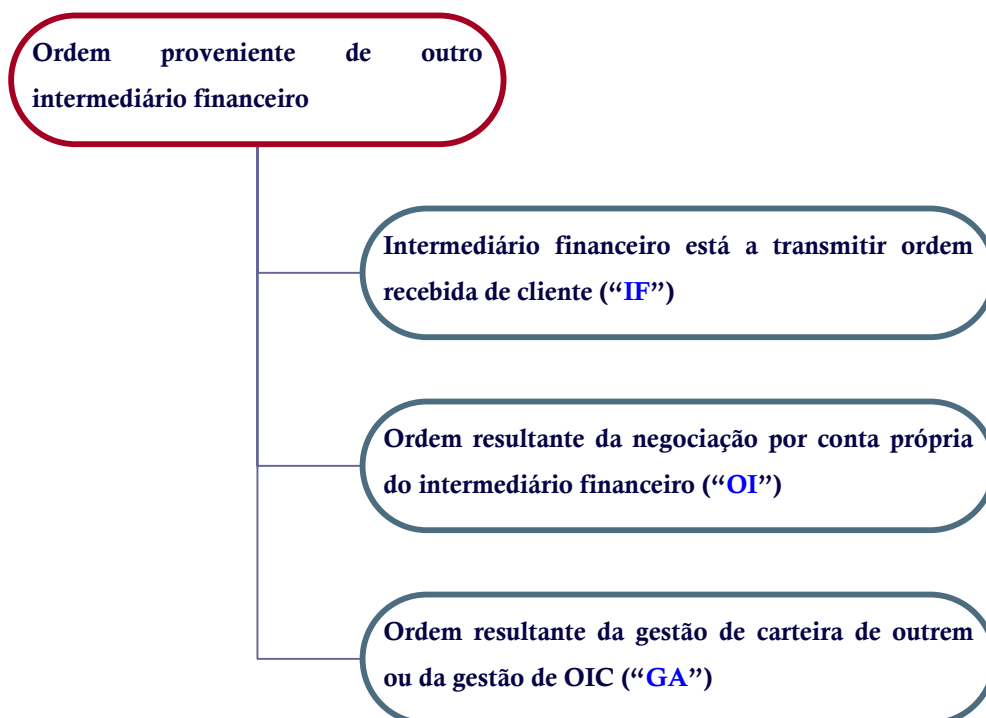 Ordem proveniente de outro
intermediário financeiro
Intermediário financeiro está a transmitir ordem
recebida de cliente (“IF”)
Ordem resultante da negociação por conta própria
do intermediário financeiro (“OI”)
Ordem resultante da gestão de carteira de outrem
ou da gestão de OIC (“GA”)